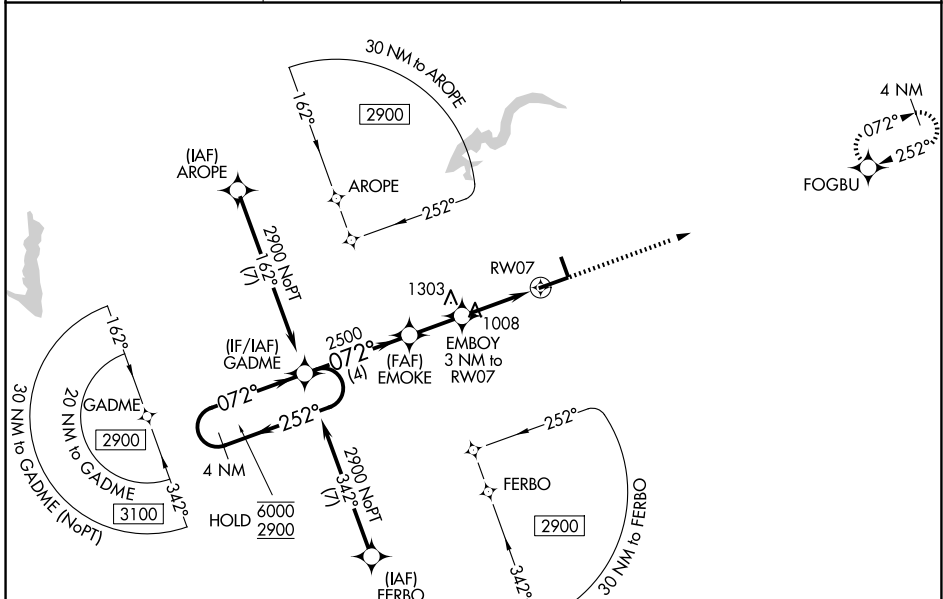 30 NM to AROPE
162°
2900
AROPE
252°
4 NM
072°
252°
FOGBU
(IAF)
AROPE
2900 NoPT
162°
(7)
RW07
1303
1008
EMBOY
3 NM to
RW07
2500
072°
(4)
(FAF)
EMOKE
(IF/IAF)
GADME
072°
252°
4 NM
HOLD
6000
2900
162°
GADME
2900
20 NM to GADME
3100
342°
30 NM to GADME (NoPT)
2900 NoPT
342°
(7)
(IAF)
FERBO
252°
FERBO
2900
342°
30 NM to FERBO